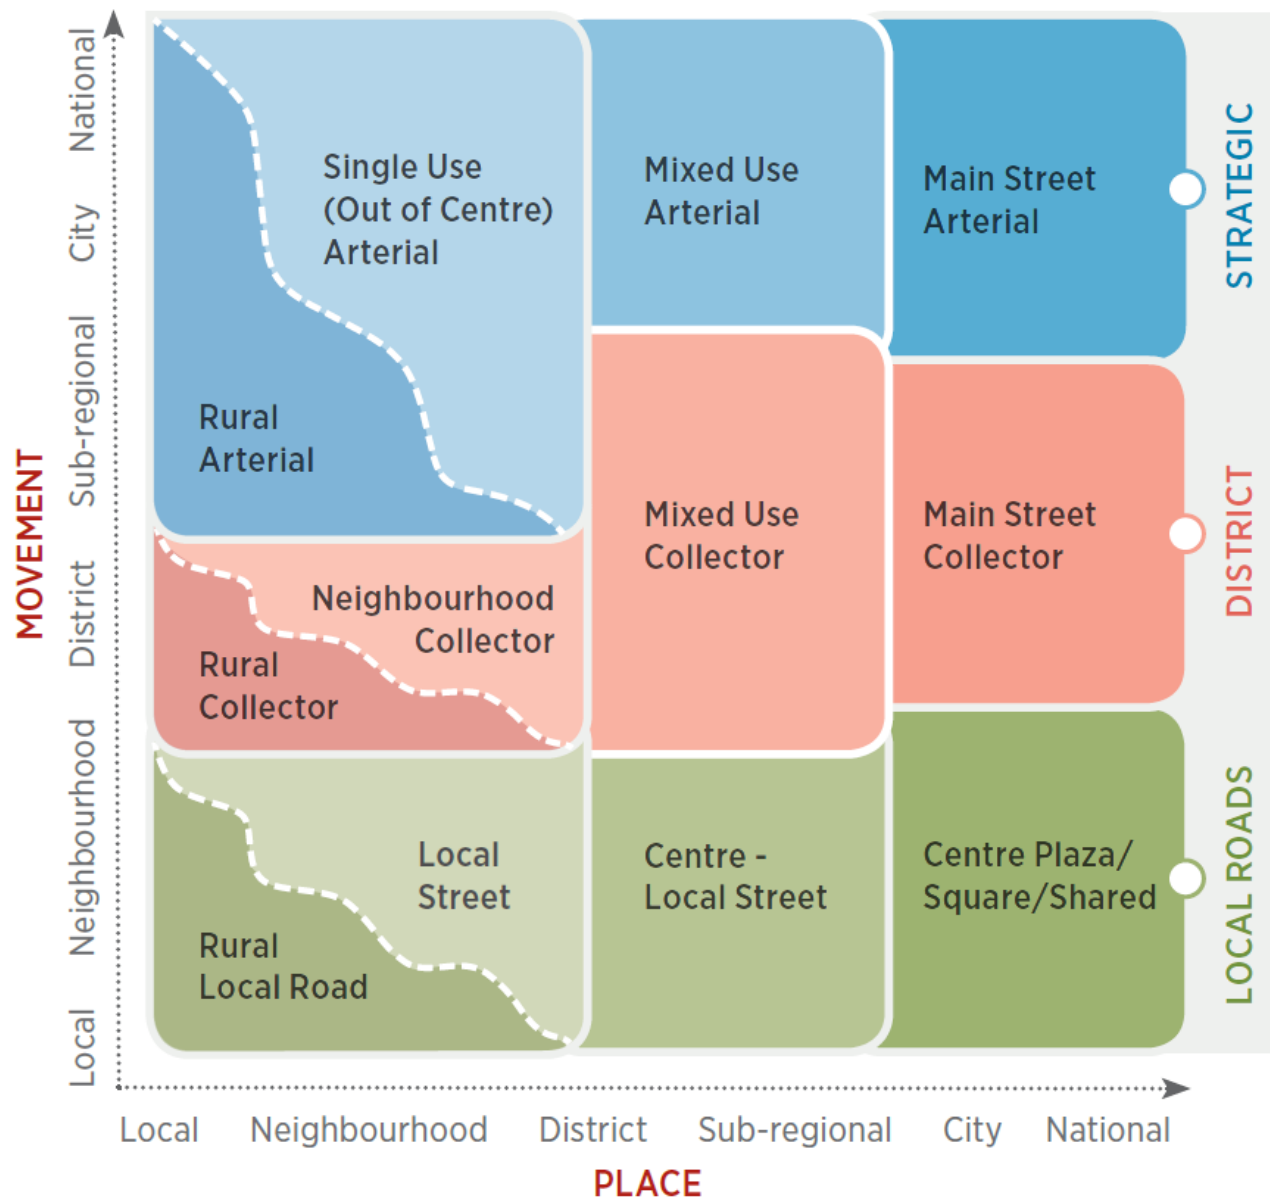 MOVEMENT
National
City
Sub-regional
District
Neighbourhood
Local
Single Use
(Out of Centre)
Arterial
Mixed Use
Arterial
Main Street
Arterial
STRATEGIC
Rural
Arterial
Neighbourhood
Collector
Rural
Collector
Mixed Use
Collector
Main Street
Collector
DISTRICT
Local
Street
Rural
Local Road
Centre -
Local Street
Centre Plaza/
Square/Shared
LOCAL ROADS
Local
Neighbourhood
District
Sub-regional
City
National
PLACE